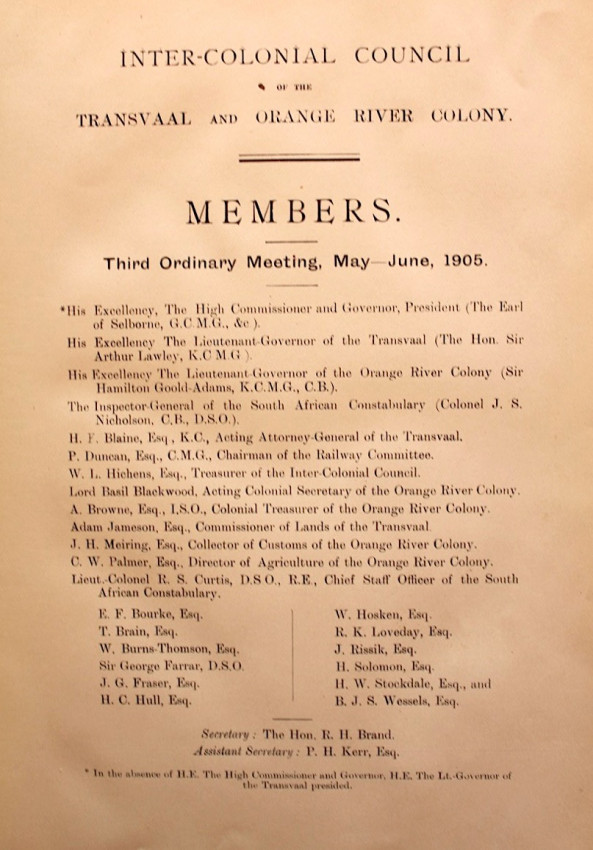 INTER-COLONIAL COUNCIL
OF THE
TRANSVAAL AND ORANGE RIVER COLONY.
MEMBERS.
Third Ordinary Meeting, May—June, 1905.
*His Excellency, The High Commissioner and Governor, President (The Earl
of Selborne, G.C.M.G., &c ).
His Excellency The Lieutenant-Governor of the Transvaal (The Hon. Sir
Arthur Lawley, K.C M G ).
His Excellency The Lieutenant-Governor of the Orange River Colony (Sir
Hamilton Goold-Adams, K.C.M.G., C.B.).
The Inspector-General of the South African Constabulary (Colonel J. S.
Nicholson, C.B., D.S.O.).
H. F. Blaine, Esq , K.C., Acting Attorney-General of the Transvaal.
P. Duncan, Esq., C.M.G., Chairman of the Railway Committee.
W. L. Hichens, Esq., Treasurer of the Inter-Colonial Council.
Lord Basil Blackwood, Acting Colonial Secretary of the Orange River Colony.
A. Browne, Esq., I.S.O., Colonial Treasurer of the Orange River Colony.
Adam Jameson, Esq., Commissioner of Lands of the Transvaal.
J. H. Meiring, Esq., Collector of Customs of the Orange River Colony.
C. W. Palmer, Esq., Director of Agriculture of the Orange River Colony.
Lieut.-Colonel R. S. Curtis, D.S O., R.E., Chief Staff Officer of the South
African Constabulary.
E. F. Bourke, Esq.
T. Brain, Esq.
W. Burns-Thomson, Esq.
Sir George Farrar, D.S.O.
J. G. Fraser, Esq.
H. C. Hull, Esq.
W. Hosken, Esq.
R. K. Loveday, Esq.
J. Rissik, Esq.
H. Solomon, Esq.
H. W. Stockdale, Esq., and
B. J. S. Wessels, Esq.
Secretary : The Hon. R. H. Brand.
Assistant Secretary : P. H. Kerr, Esq.
* In the absence of H.E. The High Commissioner and Governor, H.E. The Lt.-Governor of
the Transvaal presided.